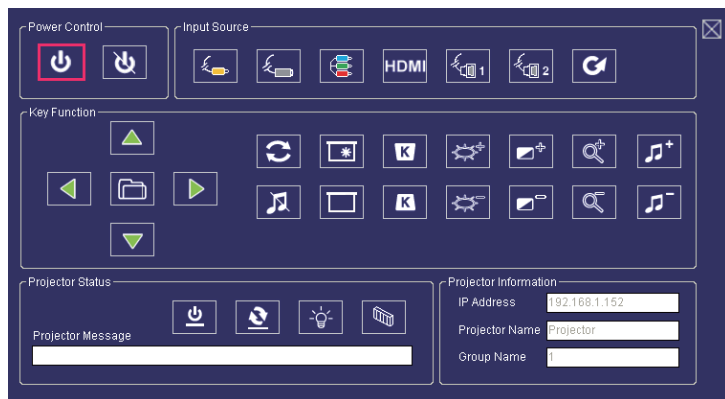 Power Control
Input Source
HDMI
1
2
Key Function
K
K
Projector Status
Projector Message
Projector Information
IP Address 192.168.1.152
Projector Name Projector
Group Name 1